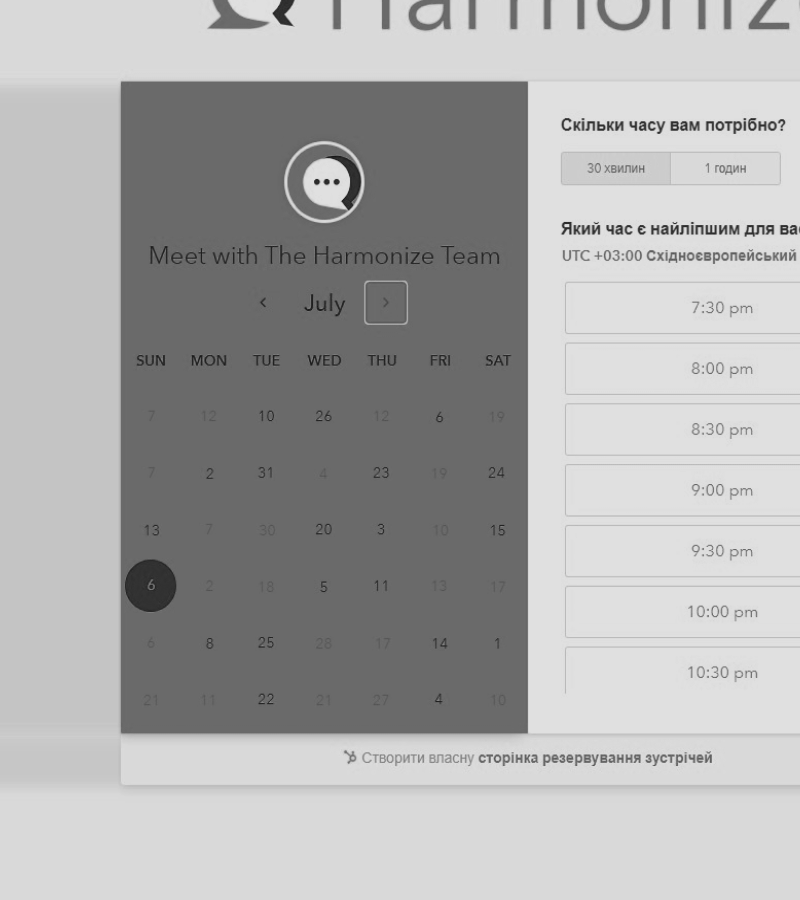 Harmoniz
Meet with The Harmonize Team
July
SUN MON TUE WED THU FRI SAT
7 12 10 26 12 6 19
7 2 31 4 23 19 24
13 7 30 20 3 10 15
6 2 18 5 11 13 17
6 8 25 28 17 14 1
21 11 22 21 27 4 10
Скільки часу вам потрібно?
30 хвилин 1 годин
Який час є найліпшим для ва
UTC +03:00 Східноєвропейський
7:30 pm
8:00 pm
8:30 pm
9:00 pm
9:30 pm
10:00 pm
10:30 pm
Створити власну сторінка резервування зустрічей